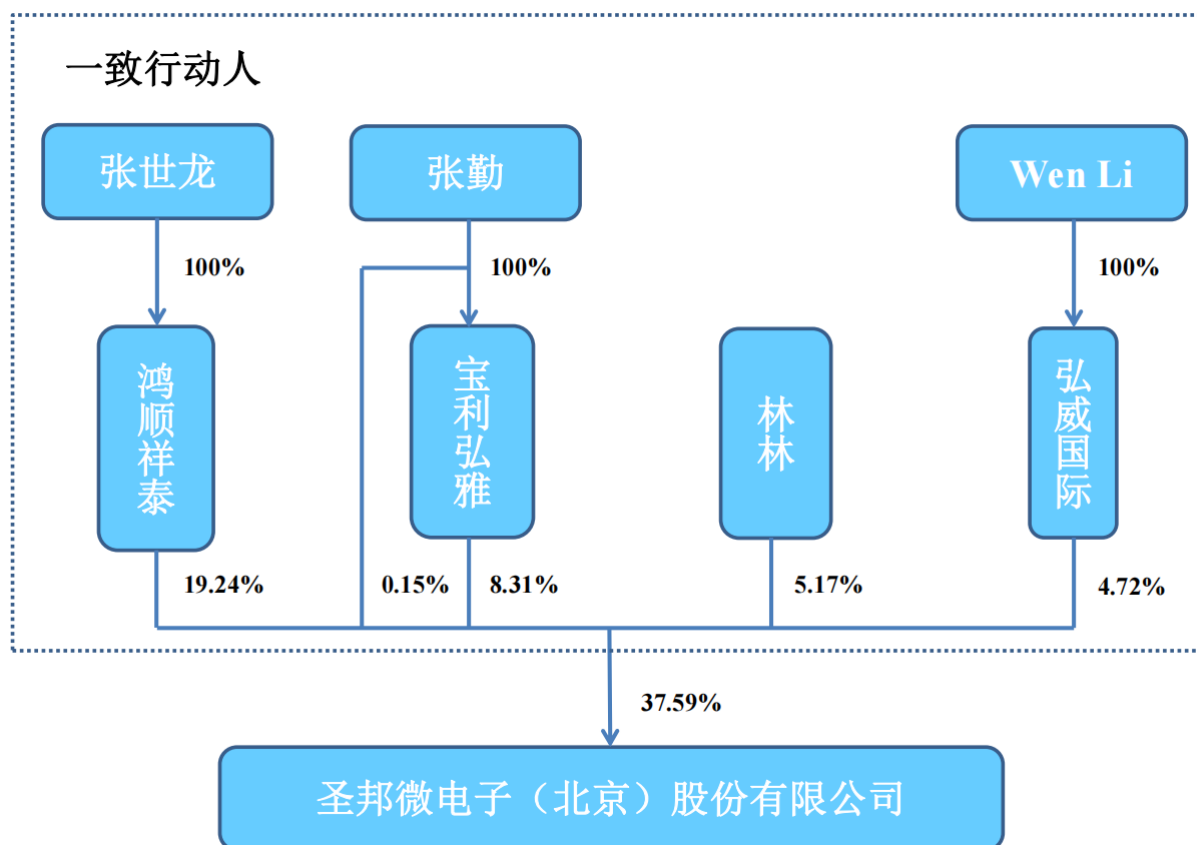 一致行动人
张世龙
张勤
Wen Li
100%
100%
100%
鸿顺祥泰
宝利弘雅
林林
弘威国际
19.24%
0.15%
8.31%
5.17%
4.72%
37.59%
圣邦微电子（北京）股份有限公司